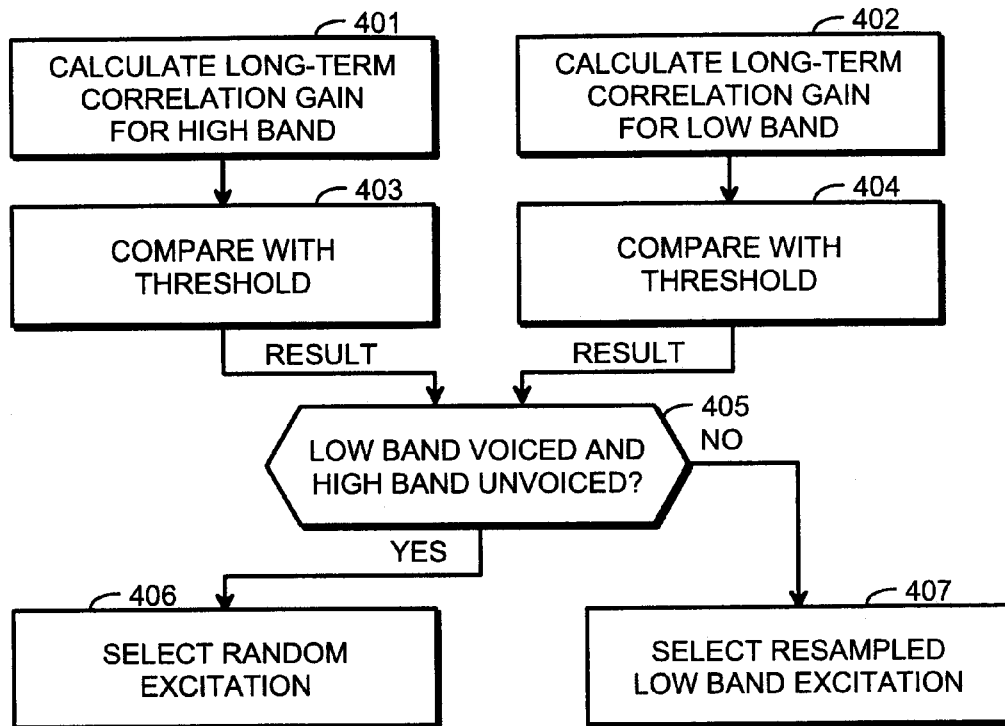 401
CALCULATE LONG-TERM
CORRELATION GAIN
FOR HIGH BAND
402
CALCULATE LONG-TERM
CORRELATION GAIN
FOR LOW BAND
403
COMPARE WITH
THRESHOLD
404
COMPARE WITH
THRESHOLD
RESULT
RESULT
405
LOW BAND VOICED AND
HIGH BAND UNVOICED?
NO
YES
406
SELECT RANDOM
EXCITATION
407
SELECT RESAMPLED
LOW BAND EXCITATION